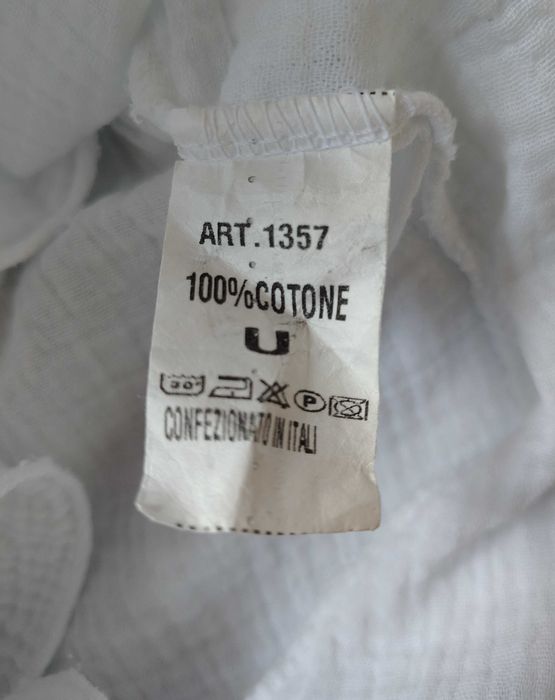 ART.1357
100%COTONE
U
P
CONFEZIONATO IN ITALI